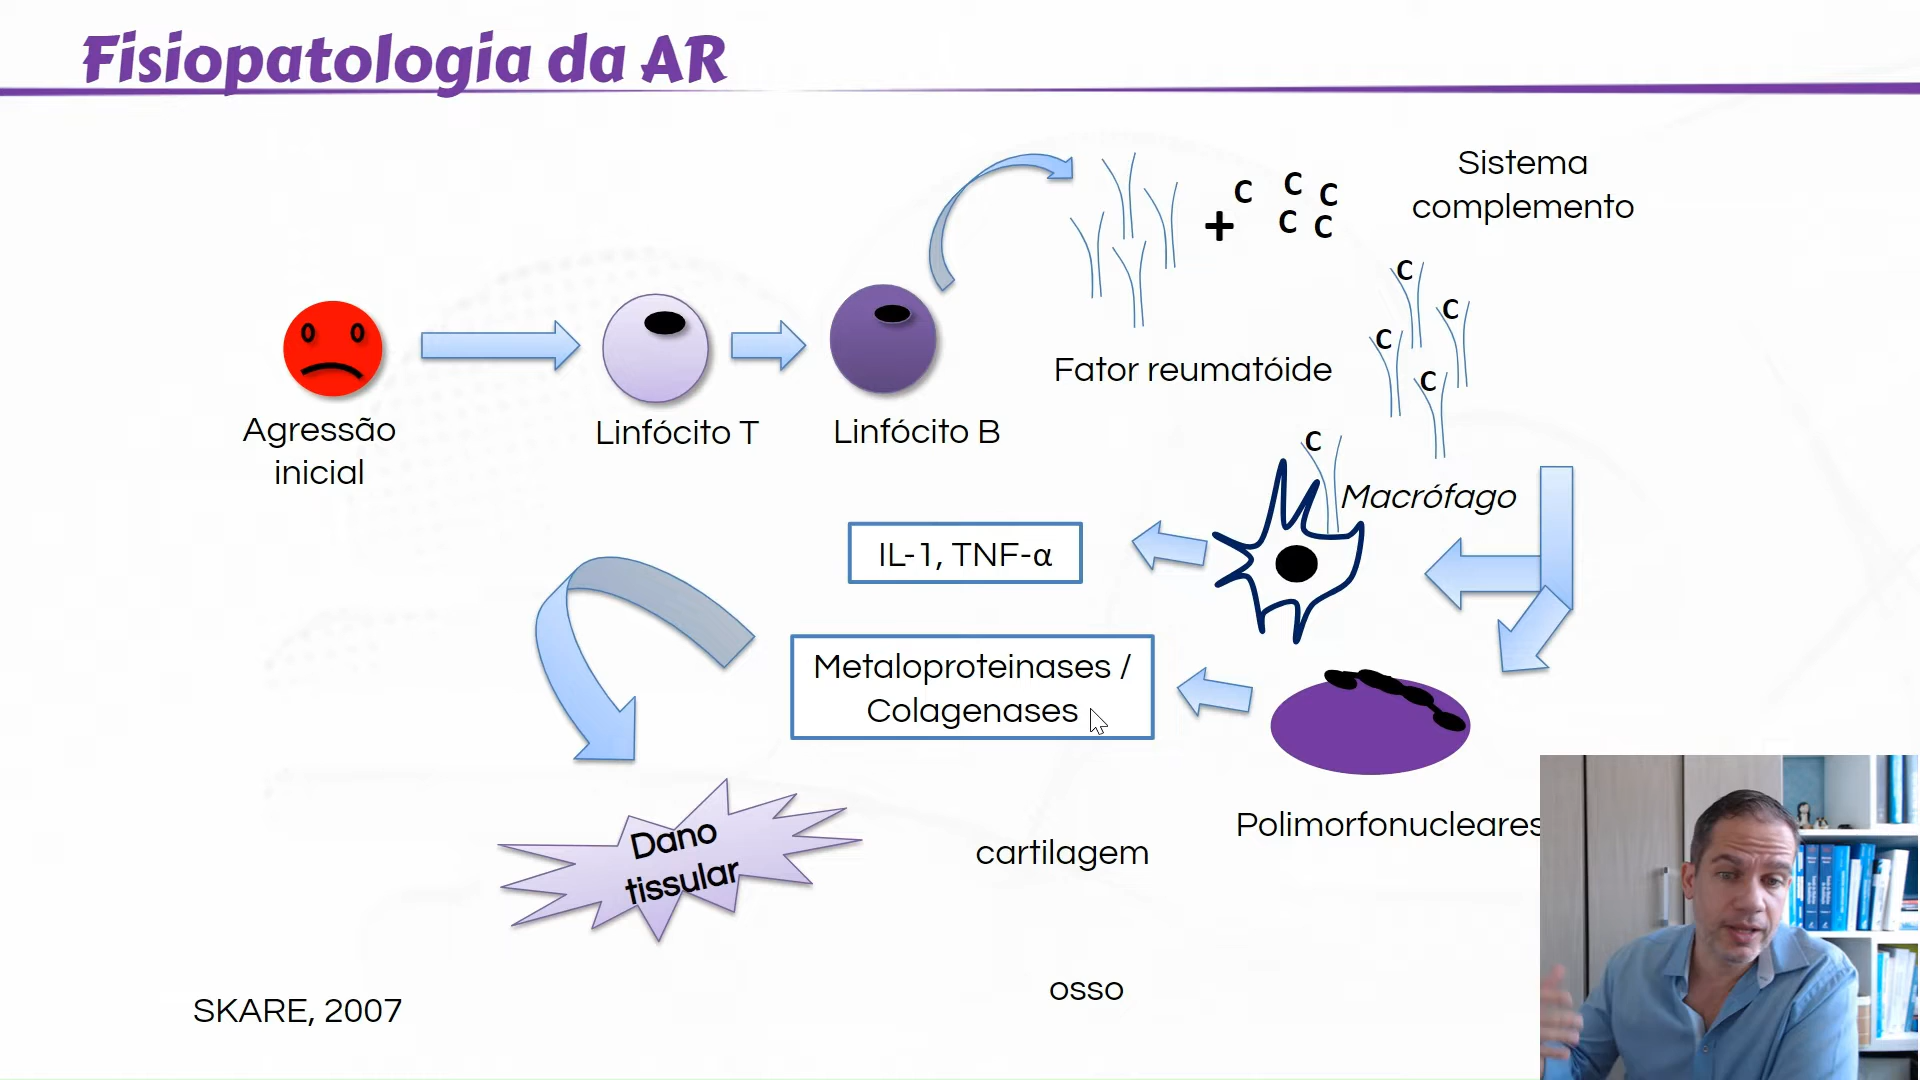 Fisiopatologia da AR
Sistema
complemento
+
C C C
C C
C
C
C
C
Fator reumatóide
Agressão
inicial
Linfócito T
Linfócito B
C
Macrófago
IL-1, TNF-α
Metaloproteinases /
Colagenases
Dano
tissular
cartilagem
Polimorfonucleares
osso
SKARE, 2007